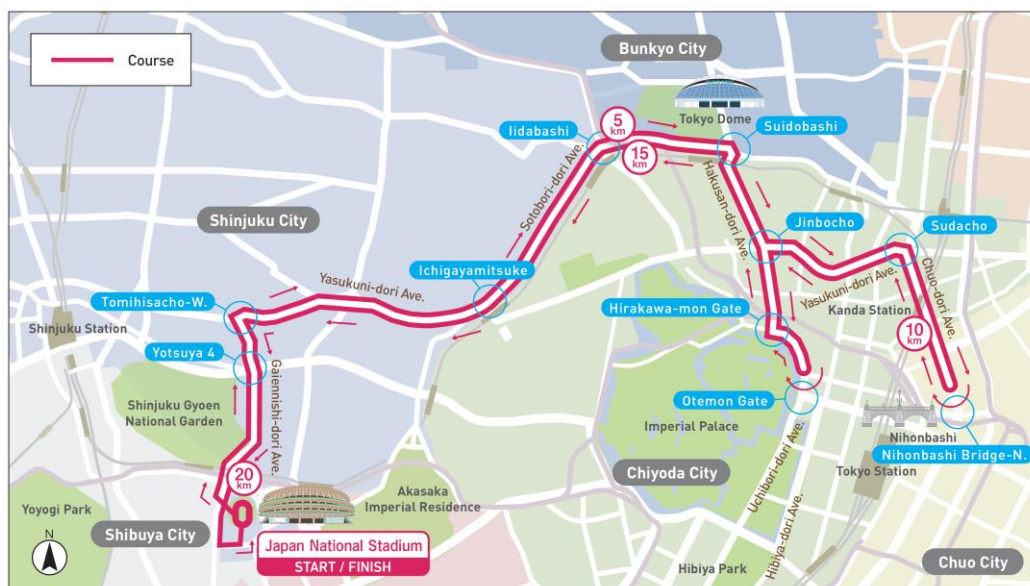 Course
Bunkyo City
Tokyo Dome
5
km
15
km
Iidabashi
Suidobashi
Sotobori-dori Ave.
Hakusan-dori Ave.
Shinjuku City
Jinbocho
Sudacho
Ichigayamitsuke
Yasukuni-dori Ave.
Yasukuni-dori Ave.
Chuo-dori Ave.
Tomihisacho-W.
Hirakawa-mon Gate
Kanda Station
Shinjuku Station
10
km
Yotsuya 4
Gaiennishi-dori Ave.
Otemon Gate
Shinjuku Gyoen
National Garden
Imperial Palace
Nihonbashi
Nihonbashi Bridge-N.
Chiyoda City
Tokyo Station
Uchibori-dori Ave.
Hibiya-dori Ave.
20
km
Akasaka
Imperial Residence
Yoyogi Park
Shibuya City
N
Japan National Stadium
START / FINISH
Hibiya Park
Chuo City